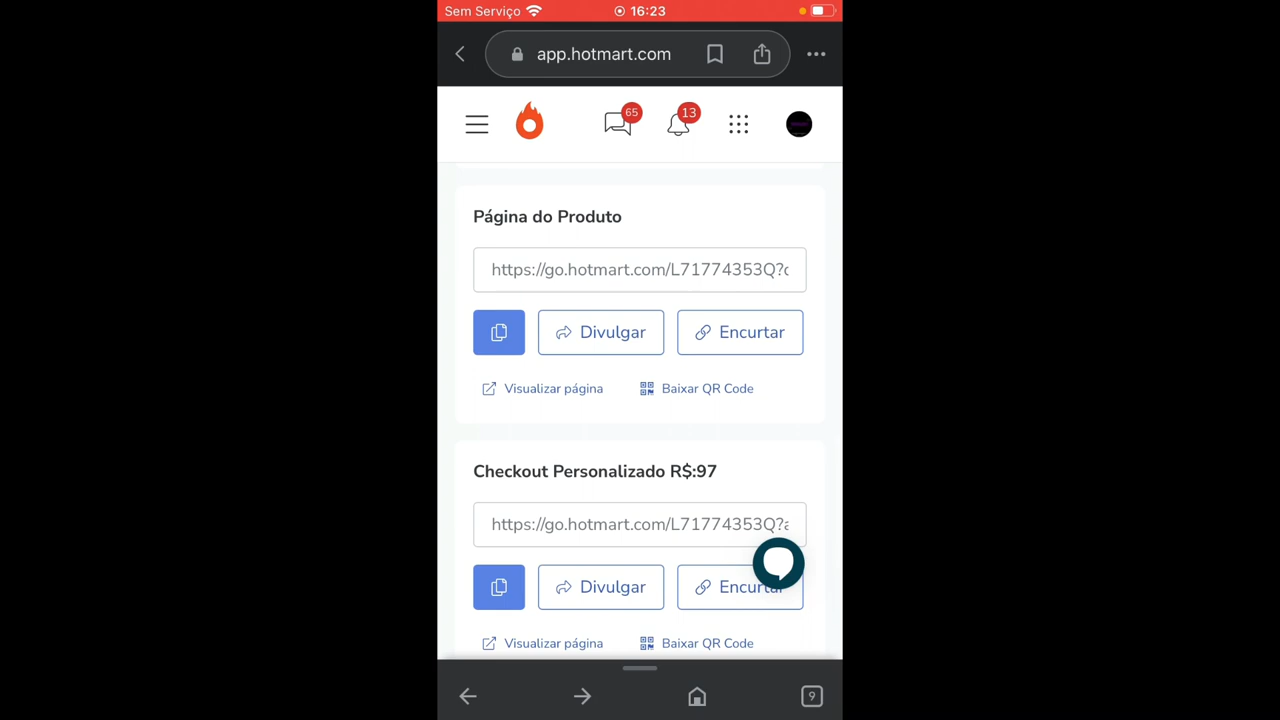 Sem Serviço 16:23
app.hotmart.com
65 13
Página do Produto
https://go.hotmart.com/L71774353Q?
Divulgar Encurtar
Visualizar página Baixar QR Code
Checkout Personalizado R$:97
https://go.hotmart.com/L71774353Q?
Divulgar Encurtar
Visualizar página Baixar QR Code
9